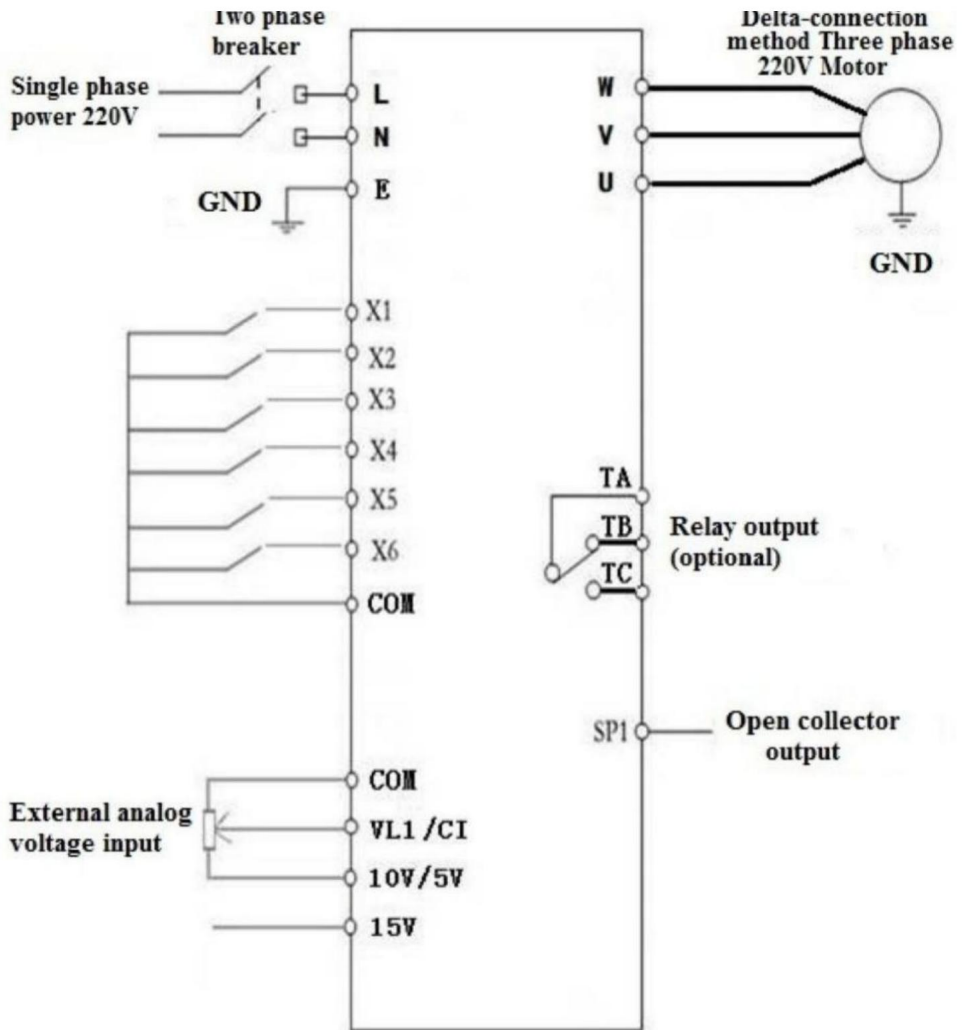 Two phase
breaker
Single phase
power 220V
L
N
E
GND
X1
X2
X3
X4
X5
X6
COM
COM
VL1/CI
10V/5V
15V
External analog
voltage input
Delta-connection
method Three phase
220V Motor
W
V
U
GND
TA
TB
TC
Relay output
(optional)
SP1
Open collector
output